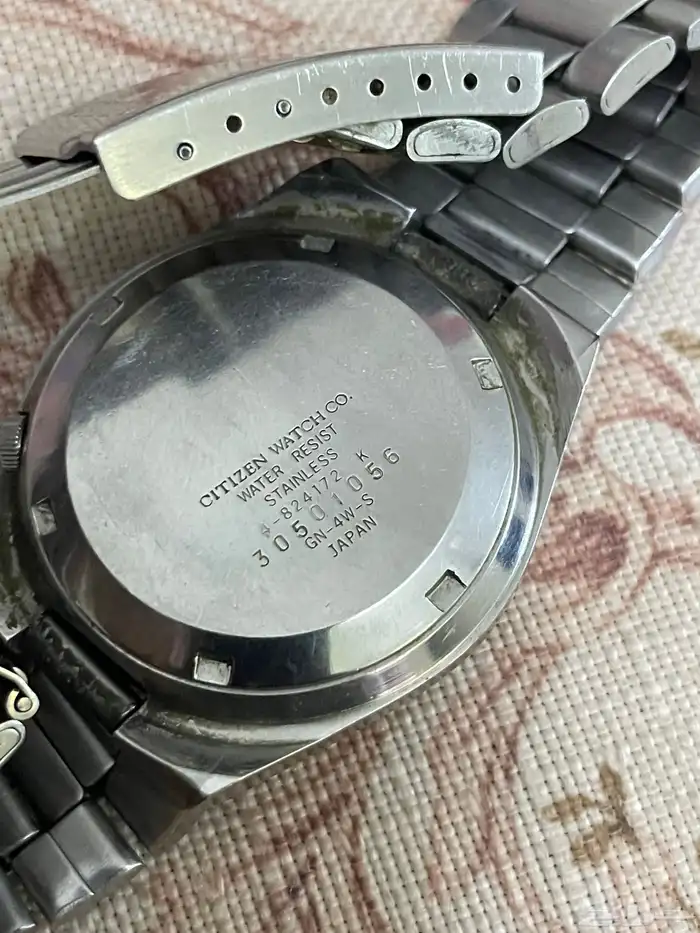 CITIZEN WATCH CO.
WATER RESIST
STAINLESS
4-824172 K
30501056
GN-4W-S
JAPAN